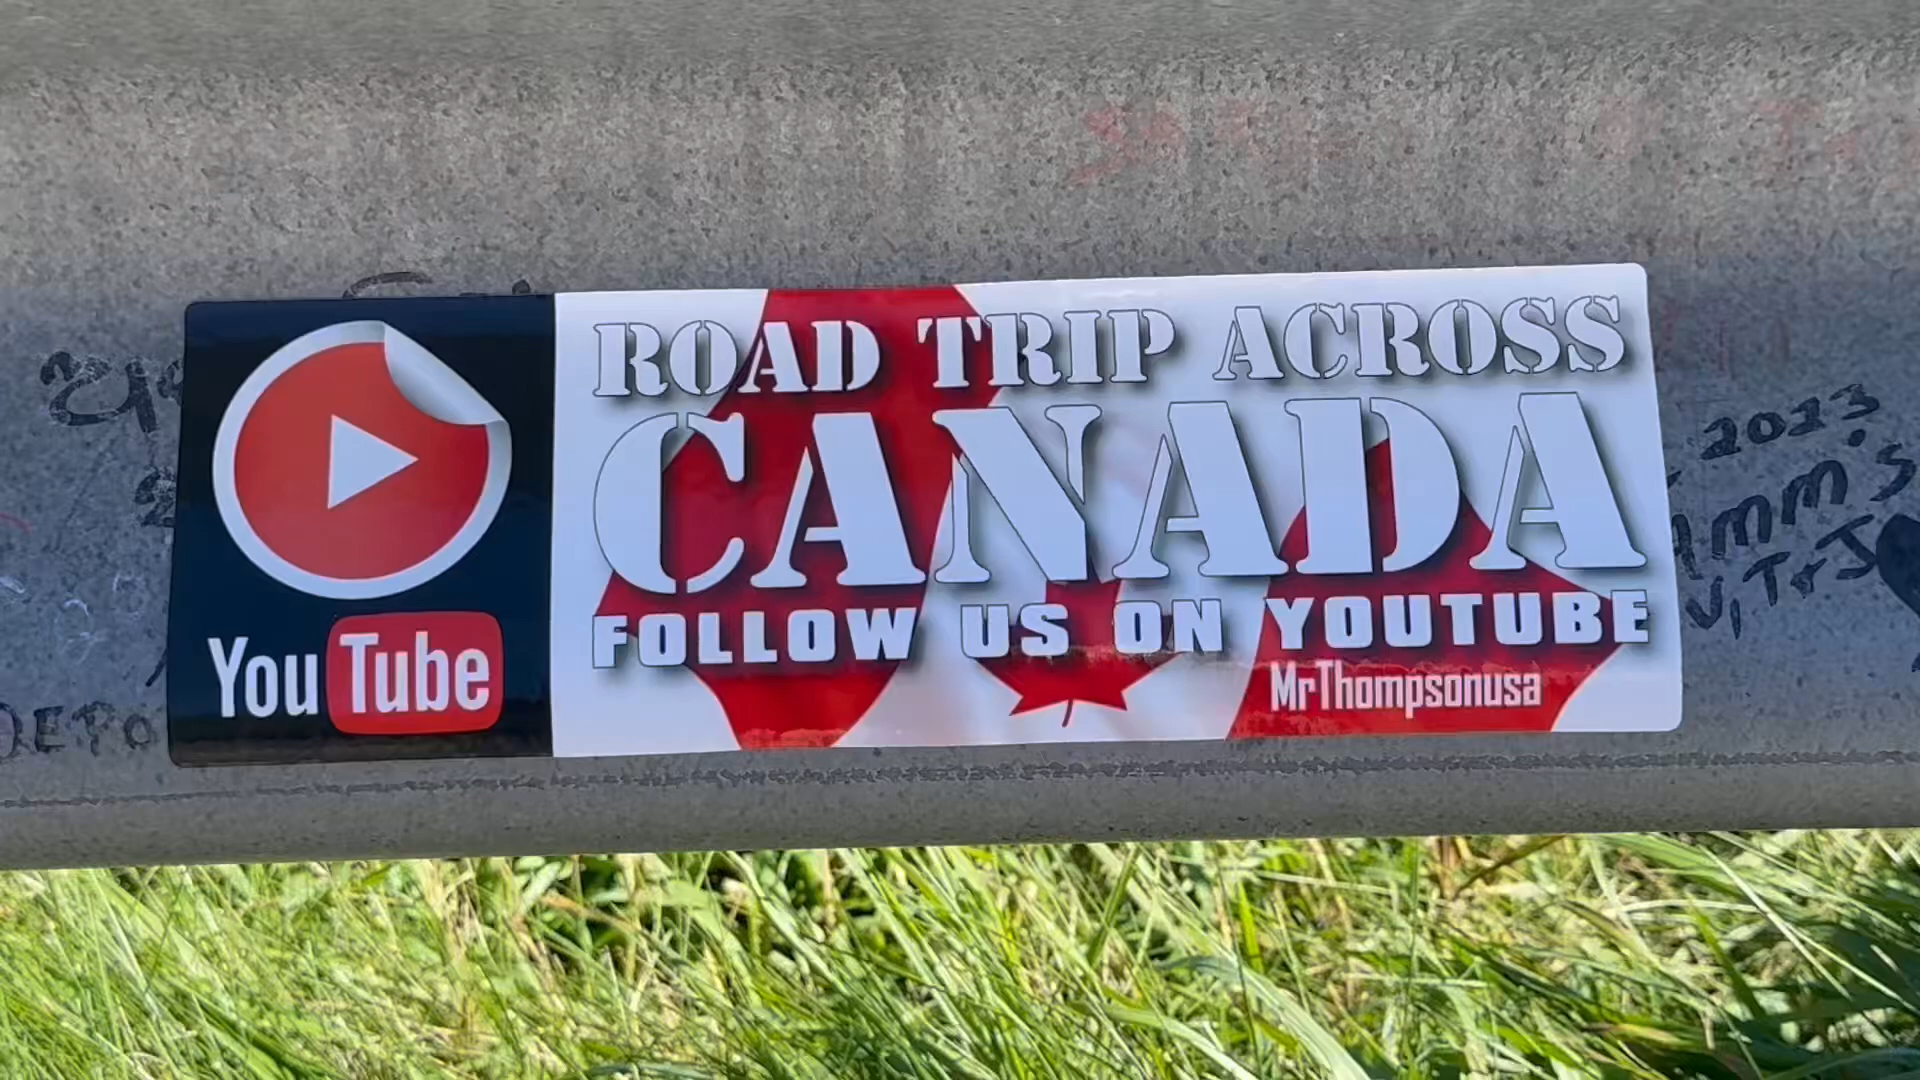 ROAD TRIP ACROSS
CANADA
FOLLOW US ON YOUTUBE
MrThompsonusa
YouTube
2023